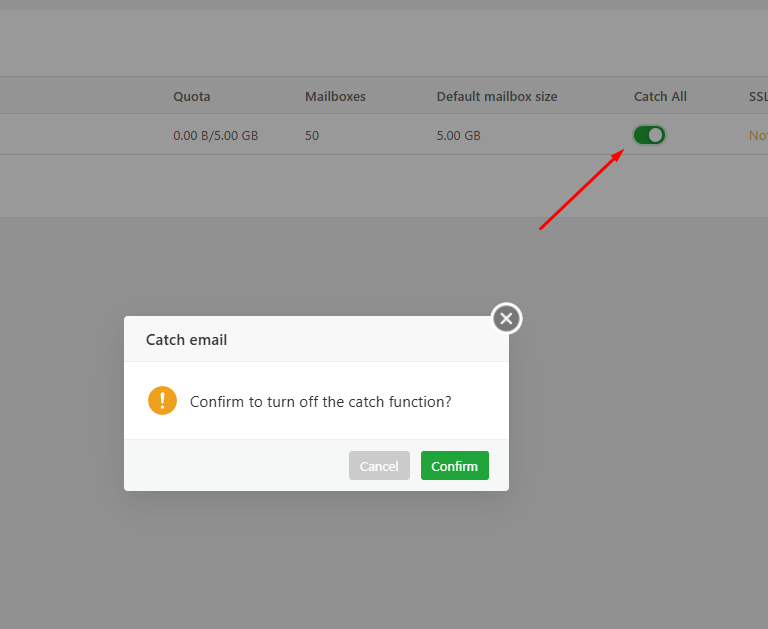 Quota Mailboxes Default mailbox size Catch All SSL
0.00 B/5.00 GB 50 5.00 GB Not
Catch email
Confirm to turn off the catch function?
Cancel Confirm